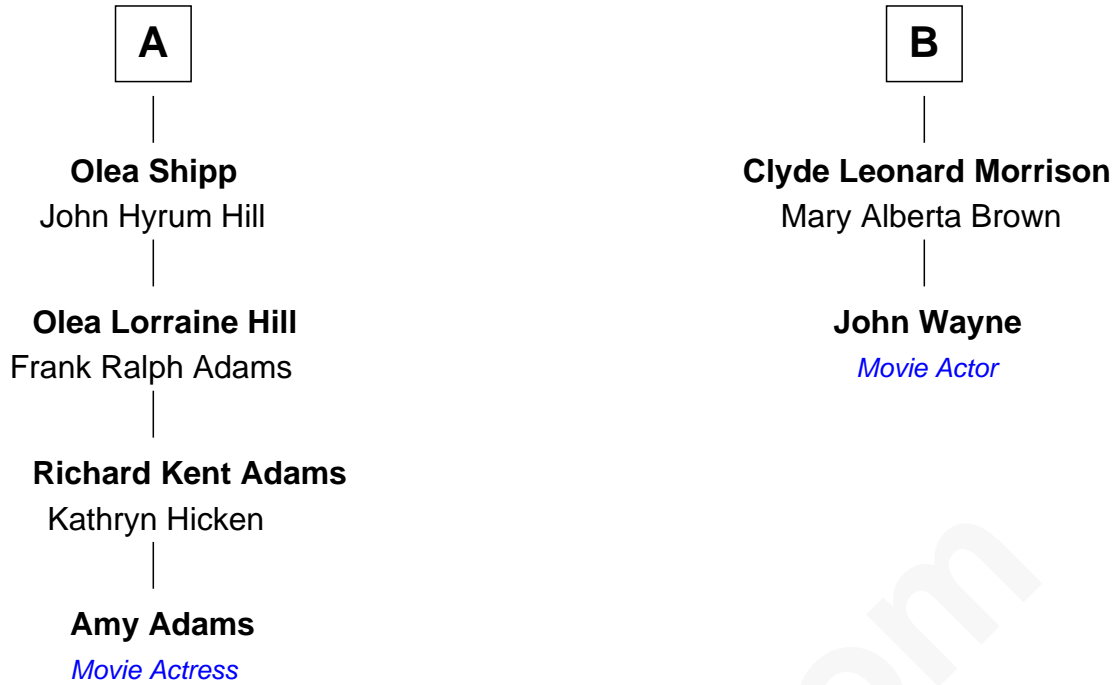 A
Olea Shipp
John Hyrum Hill
Olea Lorraine Hill
Frank Ralph Adams
Richard Kent Adams
Kathryn Hicken
Amy Adams
Movie Actress
B
Clyde Leonard Morrison
Mary Alberta Brown
John Wayne
Movie Actor
om